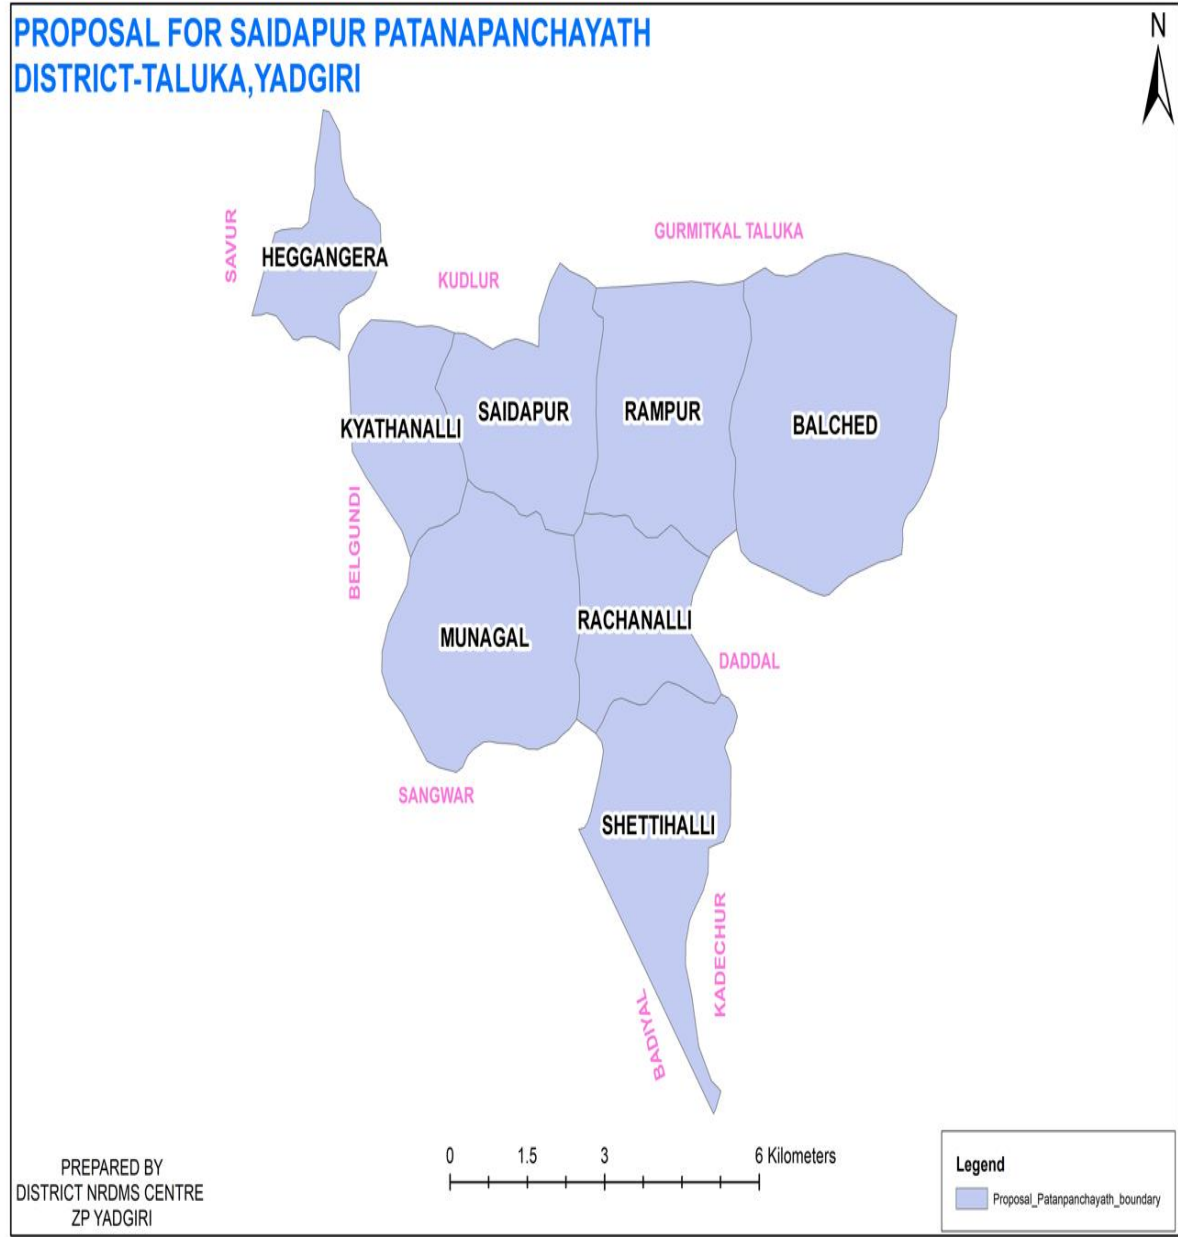 PROPOSAL FOR SAIDAPUR PATANAPANCHAYATH
DISTRICT-TALUKA,YADGIRI
N
SAVUR
HEGGANGERA
KUDLUR
GURMITKAL TALUKA
KYATHANALLI
SAIDAPUR
RAMPUR
BALCHED
BELGUNDI
MUNAGAL
RACHANALLI
DADDAL
SANGWAR
SHETTIHALLI
KADECHUR
BADIYAL
PREPARED BY
DISTRICT NRDMS CENTRE
ZP YADGIRI
0 1.5 3 6 Kilometers
Legend
Proposal_Patanpanchayath_boundary